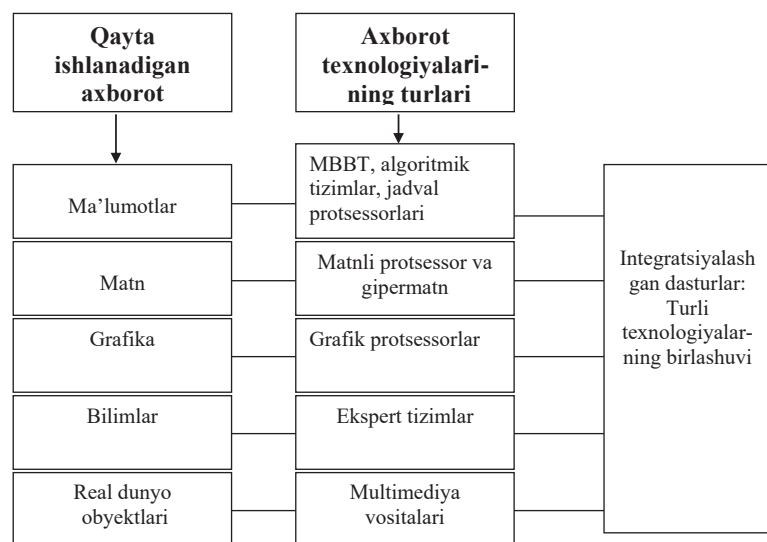 Qayta
ishlanadigan
axborot
Axborot
texnologiyalari-
ning turlari
Ma’lumotlar
MBBT, algoritmik
tizimlar, jadval
protsessorlari
Matn
Matnli protsessor va
gipermatn
Grafika
Grafik protsessorlar
Bilimlar
Ekspert tizimlar
Real dunyo
obyektlari
Multimediya
vositalari
Integratsiyalash
gan dasturlar:
Turli
texnologiyalar-
ning birlashuvi